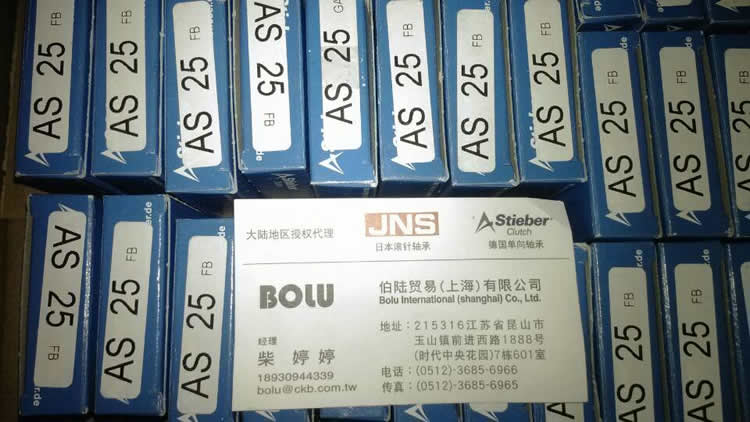 AS 25 FB
AS 25 FB
AS 25 FB
AS 25 FB
AS 25 GA
AS 25 FB
AS 25 FB
AS 25 FB
AS 25 FB
AS 25 FB
AS 25 FB
er.de
大陆地区授权代理
JNS
日本滚针轴承
Stieber
Clutch
德国单向轴承
BOLU
伯陆贸易(上海)有限公司
Bolu International (shanghai) Co., Ltd.
经理
柴 婷婷
18930944339
bolu@ckb.com.tw
地址：215316江苏省昆山市
玉山镇前进西路1888号
(时代中央花园)7栋601室
电话：(0512)-3685-6966
传真：(0512)-3685-6965
AS 25 FB
AS 25 FB
AS 25 FB
AS 25 FB
AS 25 FB
AS 25